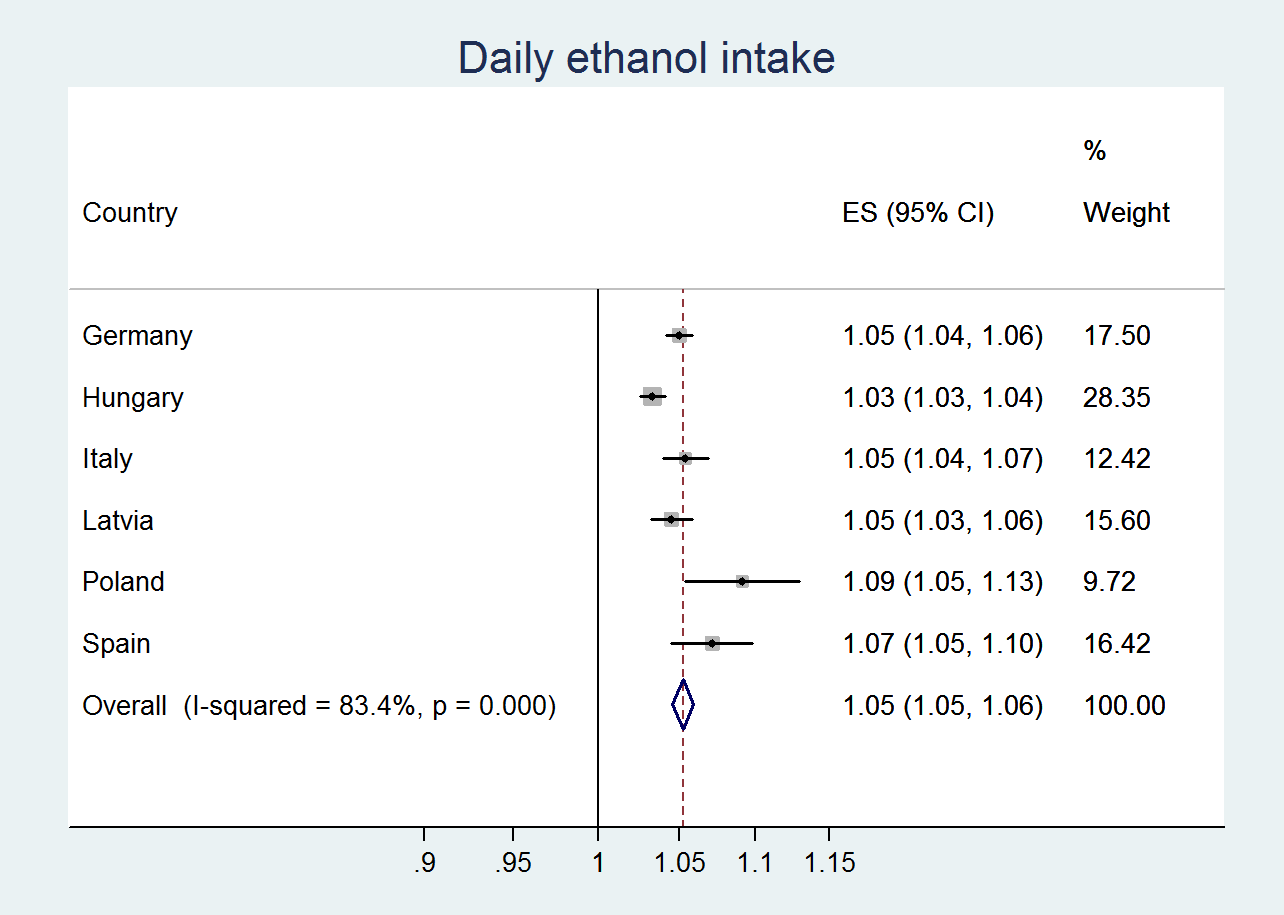 Daily ethanol intake
%
Country ES (95% CI) Weight
Germany 1.05 (1.04, 1.06) 17.50
Hungary 1.03 (1.03, 1.04) 28.35
Italy 1.05 (1.04, 1.07) 12.42
Latvia 1.05 (1.03, 1.06) 15.60
Poland 1.09 (1.05, 1.13) 9.72
Spain 1.07 (1.05, 1.10) 16.42
Overall (I-squared = 83.4%, p = 0.000) 1.05 (1.05, 1.06) 100.00
.9 .95 1 1.05 1.1 1.15